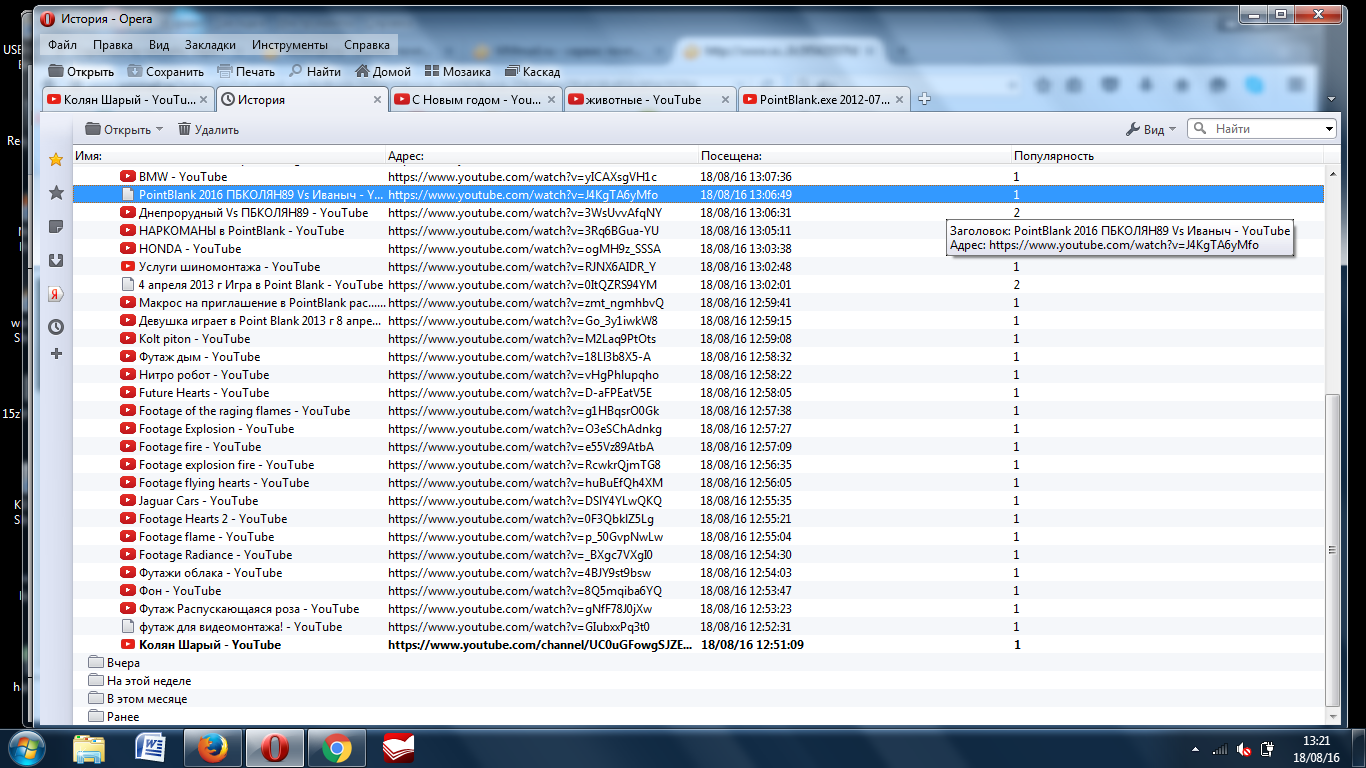 История - Opera
Файл Правка Вид Закладки Инструменты Справка
Открыть Сохранить Печать Найти Домой Мозаика Каскад
Колян Шарый - YouTu... История С Новым годом - You... животные - YouTube PointBlank.exe 2012-07...
Открыть Удалить Вид Найти
Имя: Адрес: Посещена: Популярность
BMW - YouTube https://www.youtube.com/watch?v=yICAXsgVH1c 18/08/16 13:07:36 1
PointBlank 2016 ПБКОЛЯН89 Vs Иваныч - Y... https://www.youtube.com/watch?v=J4KgTA6yMfo 18/08/16 13:06:49 1
Днепрорудный Vs ПБКОЛЯН89 - YouTube https://www.youtube.com/watch?v=3WsUvvAfqNY 18/08/16 13:06:31 2
НАРКОМАНЫ в PointBlank - YouTube https://www.youtube.com/watch?v=3Rq6BGua-YU 18/08/16 13:05:11
Заголовок: PointBlank 2016 ПБКОЛЯН89 Vs Иваныч - YouTube
Адрес: https://www.youtube.com/watch?v=J4KgTA6yMfo
HONDA - YouTube https://www.youtube.com/watch?v=ogMH9z_SSSA 18/08/16 13:03:38
Услуги шиномонтажа - YouTube https://www.youtube.com/watch?v=RJNX6AIDR_Y 18/08/16 13:02:48 1
4 апреля 2013 г Игра в Point Blank - YouTube https://www.youtube.com/watch?v=0ItQZRS94YM 18/08/16 13:02:01 2
Макрос на приглашение в PointBlank рас...... https://www.youtube.com/watch?v=zmt_ngmhbvQ 18/08/16 12:59:41 1
Девушка играет в Point Blank 2013 г 8 апре... https://www.youtube.com/watch?v=Go_3y1iwkW8 18/08/16 12:59:15 1
Kolt piton - YouTube https://www.youtube.com/watch?v=M2Laq9PtOts 18/08/16 12:59:08 1
Футаж дым - YouTube https://www.youtube.com/watch?v=18LI3b8X5-A 18/08/16 12:58:32 1
Нитро робот - YouTube https://www.youtube.com/watch?v=vHgPhlupqho 18/08/16 12:58:22 1
Future Hearts - YouTube https://www.youtube.com/watch?v=D-aFPEatV5E 18/08/16 12:58:05 1
Footage of the raging flames - YouTube https://www.youtube.com/watch?v=g1HBqsrO0Gk 18/08/16 12:57:38 1
Footage Explosion - YouTube https://www.youtube.com/watch?v=O3eSChAdnkg 18/08/16 12:57:27 1
Footage fire - YouTube https://www.youtube.com/watch?v=e55Vz89AtbA 18/08/16 12:57:09 1
Footage explosion fire - YouTube https://www.youtube.com/watch?v=RcwkrQjmTG8 18/08/16 12:56:35 1
Footage flying hearts - YouTube https://www.youtube.com/watch?v=huBuEfQh4XM 18/08/16 12:56:05 1
Jaguar Cars - YouTube https://www.youtube.com/watch?v=DSIY4YLwQKQ 18/08/16 12:55:35 1
Footage Hearts 2 - YouTube https://www.youtube.com/watch?v=0F3QbkIZ5Lg 18/08/16 12:55:21 1
Footage flame - YouTube https://www.youtube.com/watch?v=p_50GvpNwLw 18/08/16 12:55:04 1
Footage Radiance - YouTube https://www.youtube.com/watch?v=_BXgc7VXgI0 18/08/16 12:54:30 1
Футажи облака - YouTube https://www.youtube.com/watch?v=4BJY9st9bsw 18/08/16 12:54:03 1
Фон - YouTube https://www.youtube.com/watch?v=8Q5mqiba6YQ 18/08/16 12:53:47 1
Футаж Распускающаяся роза - YouTube https://www.youtube.com/watch?v=gNfF78J0jXw 18/08/16 12:53:23 1
футаж для видеомонтажа! - YouTube https://www.youtube.com/watch?v=GIubxxPq3t0 18/08/16 12:52:31 1
Колян Шарый - YouTube https://www.youtube.com/channel/UC0uGFowgSJZE... 18/08/16 12:51:09 1
Вчера
На этой неделе
В этом месяце
Ранее
13:21
18/08/16